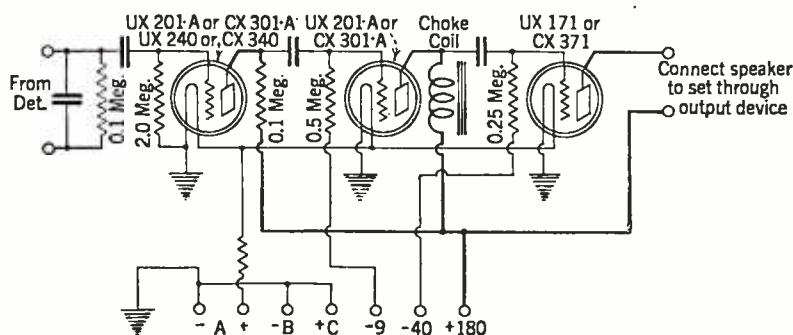 UX 201-A or CX 301-A
UX 240 or, CX 340
UX 201-A or
CX 301-A
Choke
Coil
UX 171 or
CX 371
From
Det.
0.1 Meg.
2.0 Meg.
0.1 Meg.
0.5 Meg.
0.25 Meg.
Connect speaker
to set through
output device
- A + -B +C -9 -40 +180